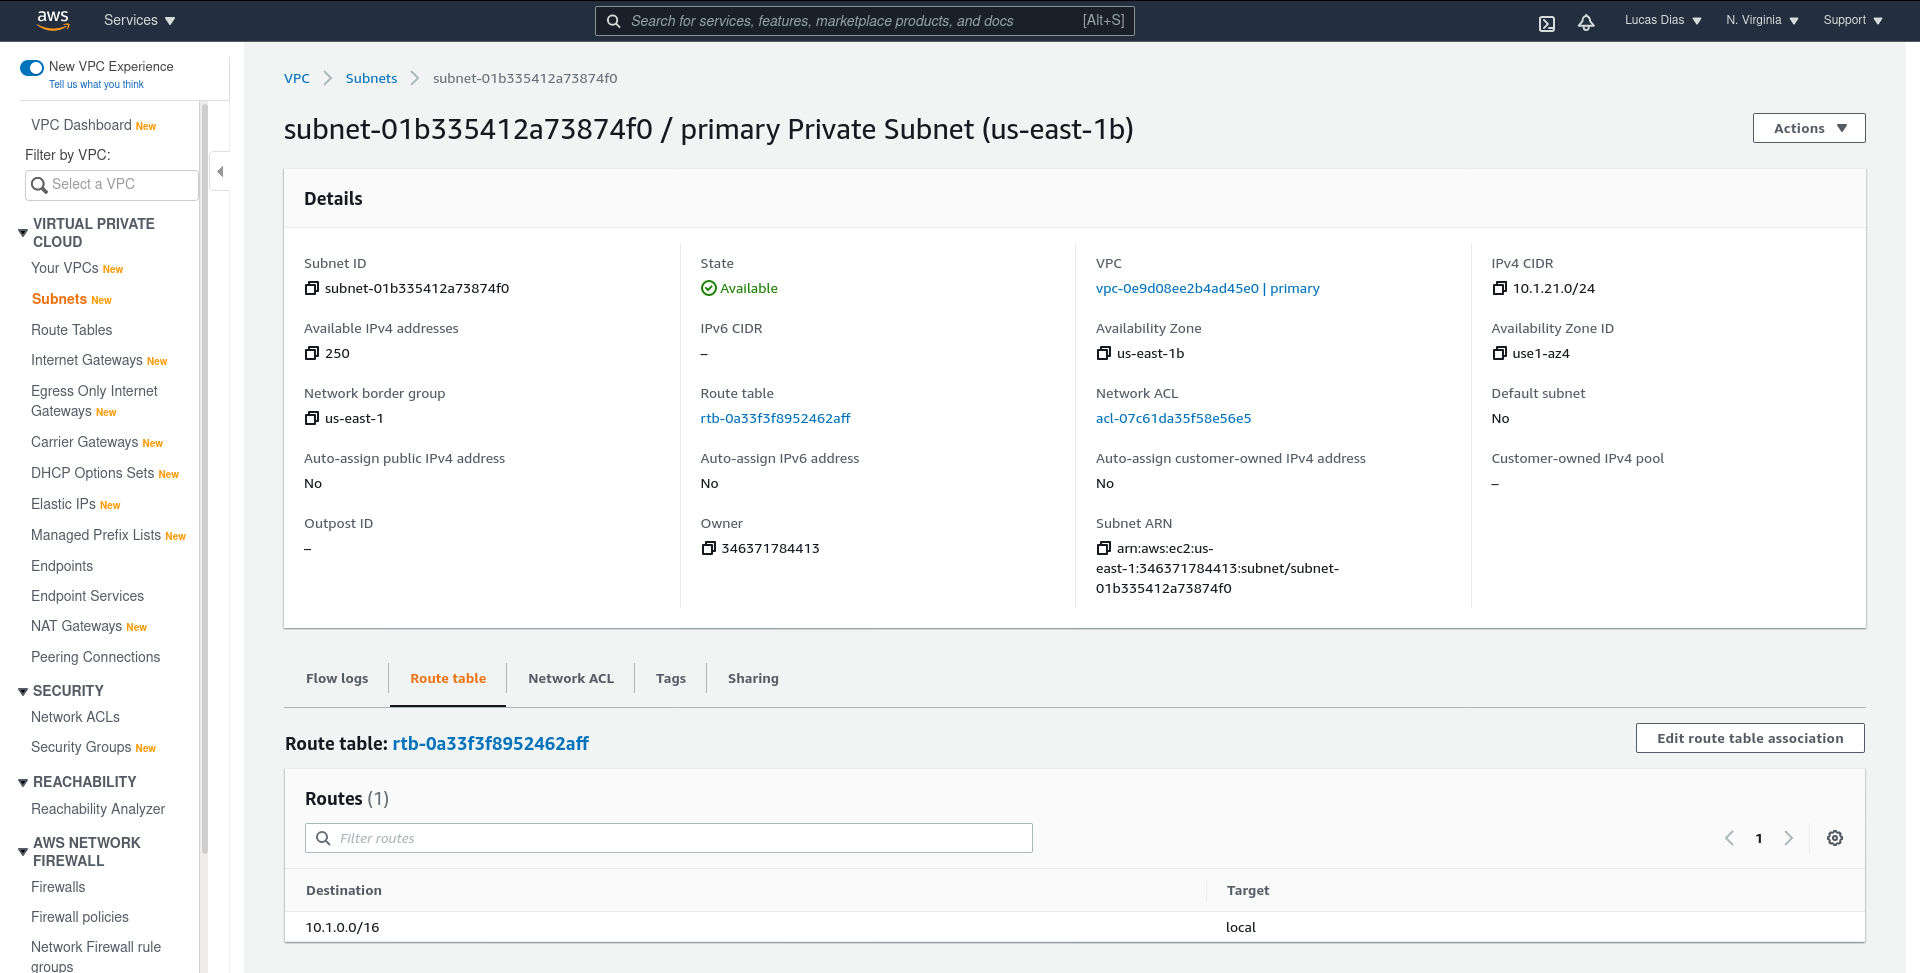 aws
Services
Search for services, features, marketplace products, and docs
[Alt+S]
Lucas Dias
N. Virginia
Support
New VPC Experience
Tell us what you think
VPC Dashboard New
Filter by VPC:
Select a VPC
VIRTUAL PRIVATE
CLOUD
Your VPCs New
Subnets New
Route Tables
Internet Gateways New
Egress Only Internet
Gateways New
Carrier Gateways New
DHCP Options Sets New
Elastic IPs New
Managed Prefix Lists New
Endpoints
Endpoint Services
NAT Gateways New
Peering Connections
SECURITY
Network ACLs
Security Groups New
REACHABILITY
Reachability Analyzer
AWS NETWORK
FIREWALL
Firewalls
Firewall policies
Network Firewall rule
groups
VPC
Subnets
subnet-01b335412a73874f0
subnet-01b335412a73874f0 / primary Private Subnet (us-east-1b)
Actions
Details
Subnet ID
subnet-01b335412a73874f0
State
Available
VPC
vpc-0e9d08ee2b4ad45e0 | primary
IPv4 CIDR
10.1.21.0/24
Available IPv4 addresses
250
IPv6 CIDR
–
Availability Zone
us-east-1b
Availability Zone ID
use1-az4
Network border group
us-east-1
Route table
rtb-0a33f3f8952462aff
Network ACL
acl-07c61da35f58e56e5
Default subnet
No
Auto-assign public IPv4 address
No
Auto-assign IPv6 address
No
Auto-assign customer-owned IPv4 address
No
Customer-owned IPv4 pool
–
Outpost ID
–
Owner
346371784413
Subnet ARN
arn:aws:ec2:us-
east-1:346371784413:subnet/subnet-
01b335412a73874f0
Flow logs
Route table
Network ACL
Tags
Sharing
Route table: rtb-0a33f3f8952462aff
Edit route table association
Routes (1)
Filter routes
1
Destination
Target
10.1.0.0/16
local